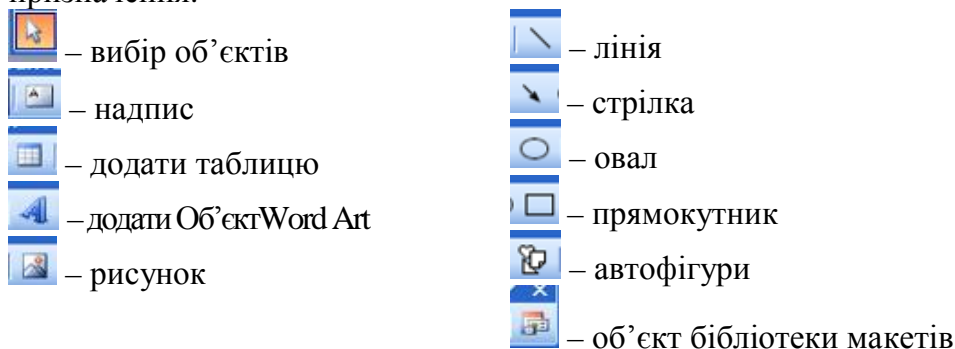 – вибір об’єктів
– надпис
– додати таблицю
– додати Об’єктWord Art
– рисунок
– лінія
– стрілка
– овал
– прямокутник
– автофігури
– об’єкт бібліотеки макетів